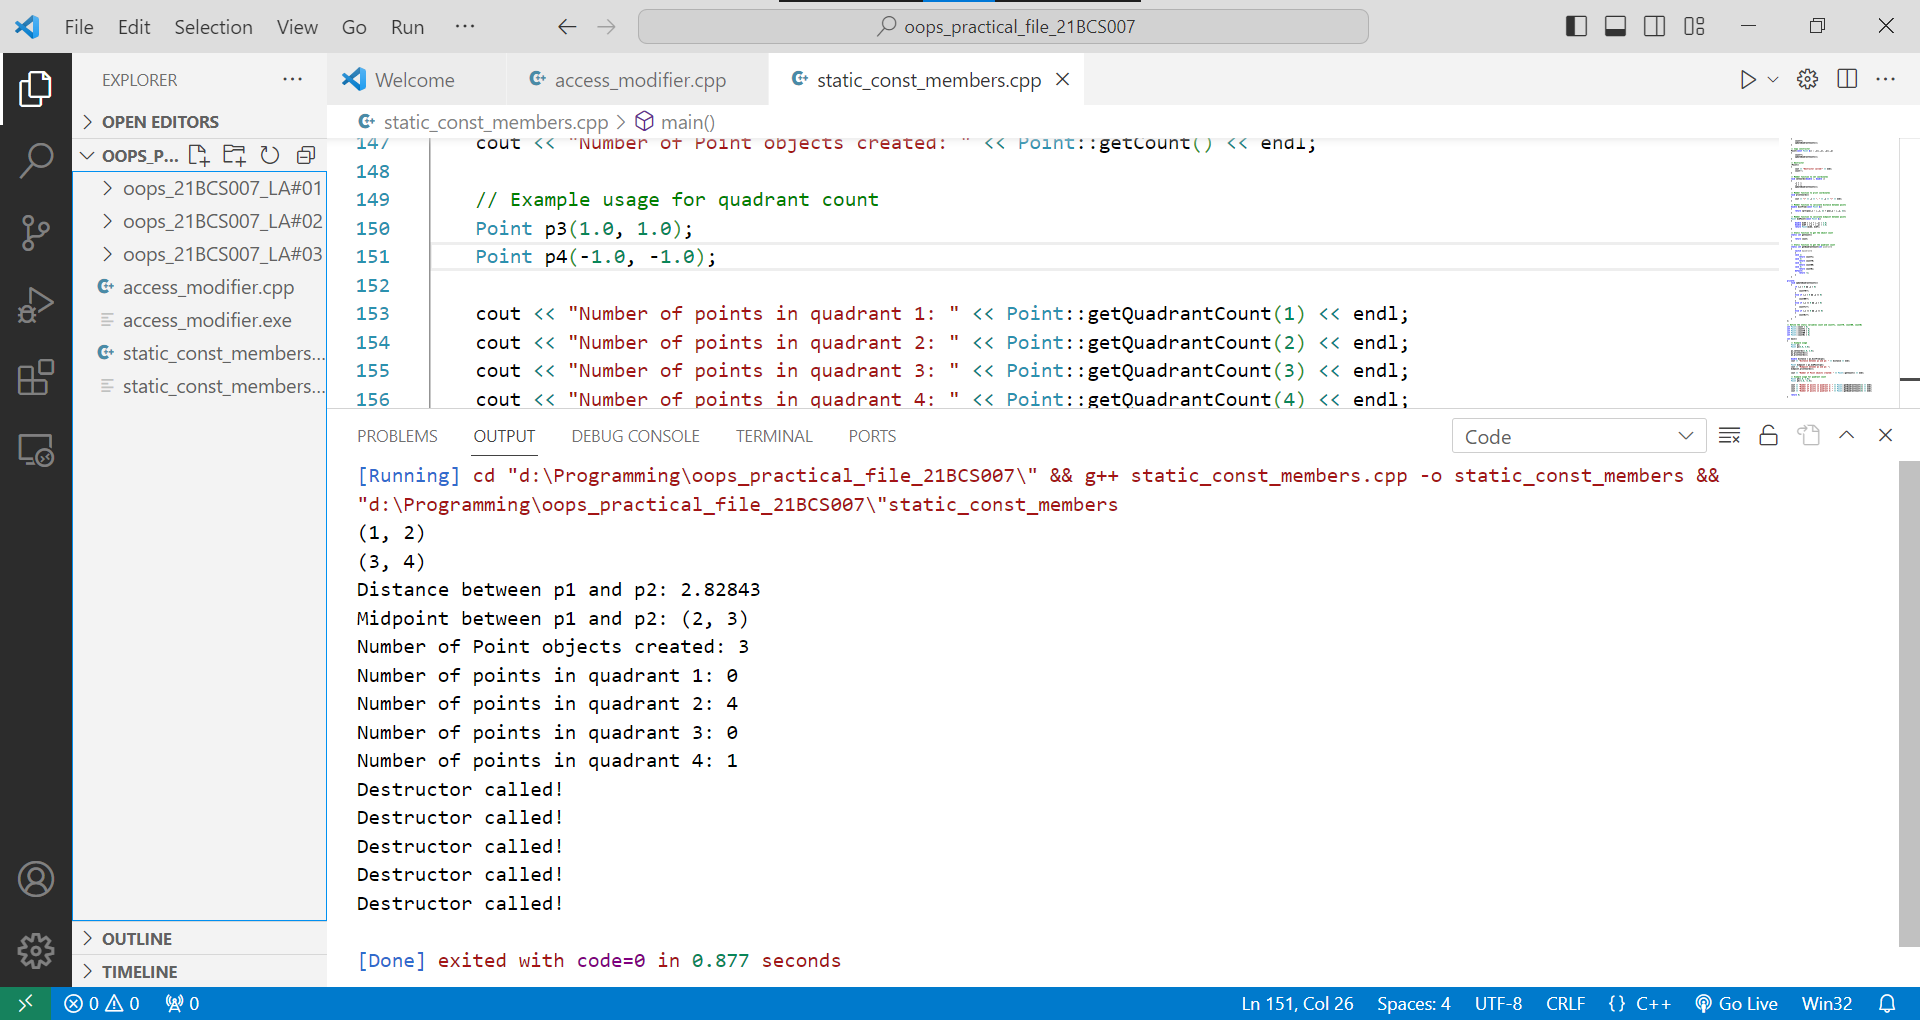 File Edit Selection View Go Run ··· oops_practical_file_21BCS007
EXPLORER ···
OPEN EDITORS
OOPS_P...
oops_21BCS007_LA#01
oops_21BCS007_LA#02
oops_21BCS007_LA#03
access_modifier.cpp
access_modifier.exe
static_const_members...
static_const_members...
OUTLINE
TIMELINE
Welcome access_modifier.cpp static_const_members.cpp
static_const_members.cpp > main()
147 cout << "Number of Point objects created: " << Point::getCount() << endl;
148
149 // Example usage for quadrant count
150 Point p3(1.0, 1.0);
151 Point p4(-1.0, -1.0);
152
153 cout << "Number of points in quadrant 1: " << Point::getQuadrantCount(1) << endl;
154 cout << "Number of points in quadrant 2: " << Point::getQuadrantCount(2) << endl;
155 cout << "Number of points in quadrant 3: " << Point::getQuadrantCount(3) << endl;
156 cout << "Number of points in quadrant 4: " << Point::getQuadrantCount(4) << endl;
PROBLEMS OUTPUT DEBUG CONSOLE TERMINAL PORTS Code
[Running] cd "d:\Programming\oops_practical_file_21BCS007\" && g++ static_const_members.cpp -o static_const_members &&
"d:\Programming\oops_practical_file_21BCS007\"static_const_members
(1, 2)
(3, 4)
Distance between p1 and p2: 2.82843
Midpoint between p1 and p2: (2, 3)
Number of Point objects created: 3
Number of points in quadrant 1: 0
Number of points in quadrant 2: 4
Number of points in quadrant 3: 0
Number of points in quadrant 4: 1
Destructor called!
Destructor called!
Destructor called!
Destructor called!
Destructor called!
[Done] exited with code=0 in 0.877 seconds
0 0 0 Ln 151, Col 26 Spaces: 4 UTF-8 CRLF {} C++ Go Live Win32